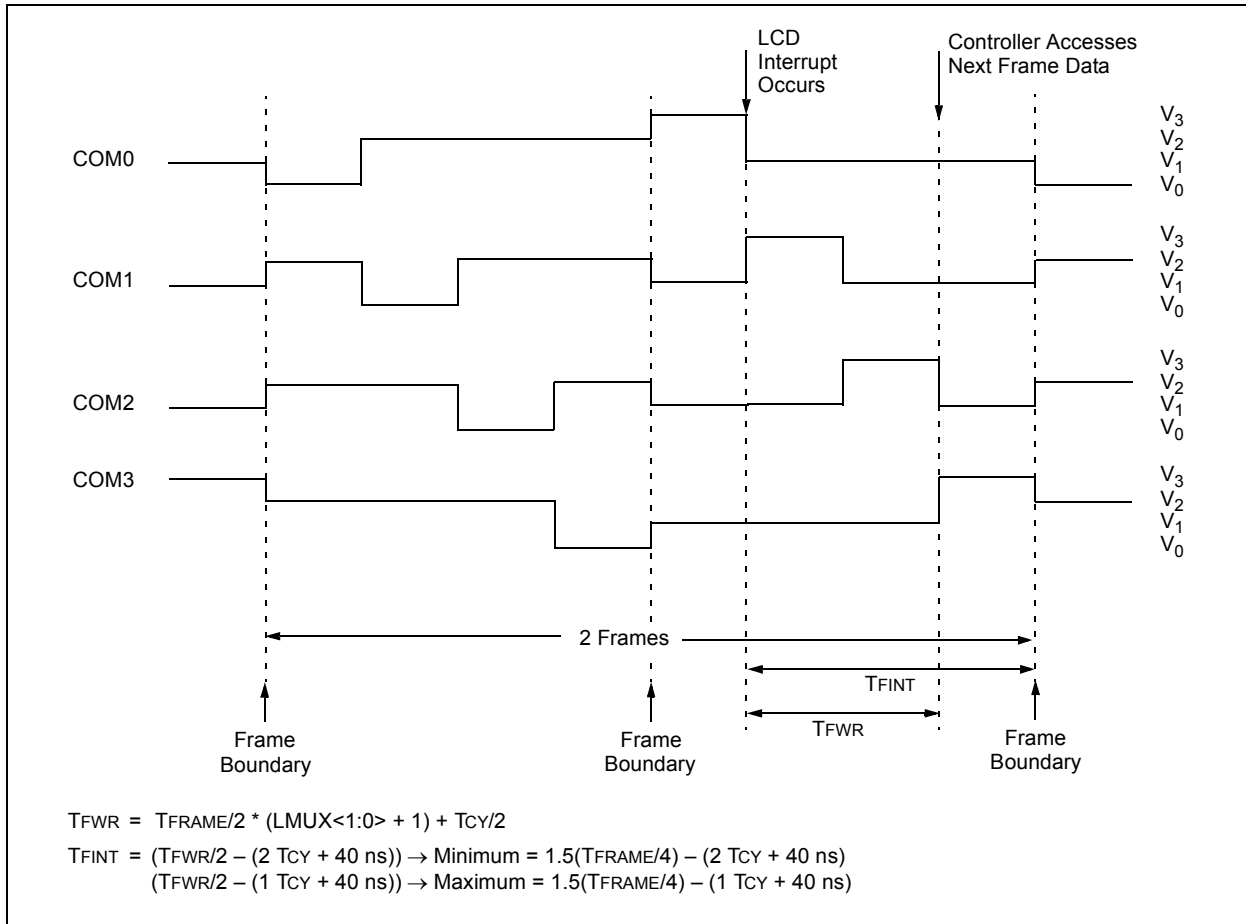 LCD
Interrupt
Occurs
Controller Accesses
Next Frame Data
COM0
V3
V2
V1
V0
COM1
V3
V2
V1
V0
COM2
V3
V2
V1
V0
COM3
V3
V2
V1
V0
2 Frames
TFINT
TFWR
Frame
Boundary
Frame
Boundary
Frame
Boundary
TFWR = TFRAME/2 * (LMUX<1:0> + 1) + TCY/2
TFINT = (TFWR/2 – (2 TCY + 40 ns)) → Minimum = 1.5(TFRAME/4) – (2 TCY + 40 ns)
(TFWR/2 – (1 TCY + 40 ns)) → Maximum = 1.5(TFRAME/4) – (1 TCY + 40 ns)